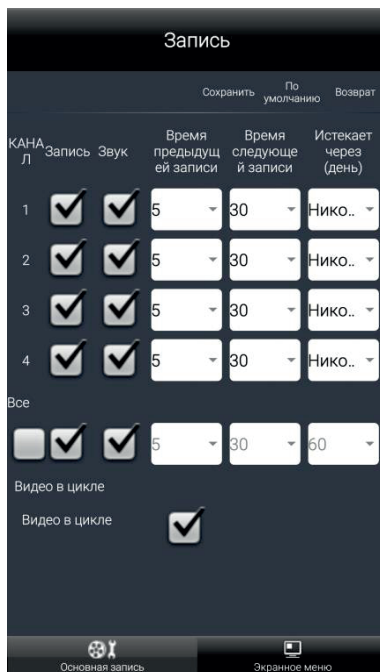 Запись
Сохранить По умолчанию Возврат
КАНА Л Запись Звук Время предыдущ ей записи Время следующе й записи Истекает через (день)
1 5 30 Нико..
2 5 30 Нико..
3 5 30 Нико..
4 5 30 Нико..
Все
5 30 60
Видео в цикле
Видео в цикле
Основная запись Экранное меню